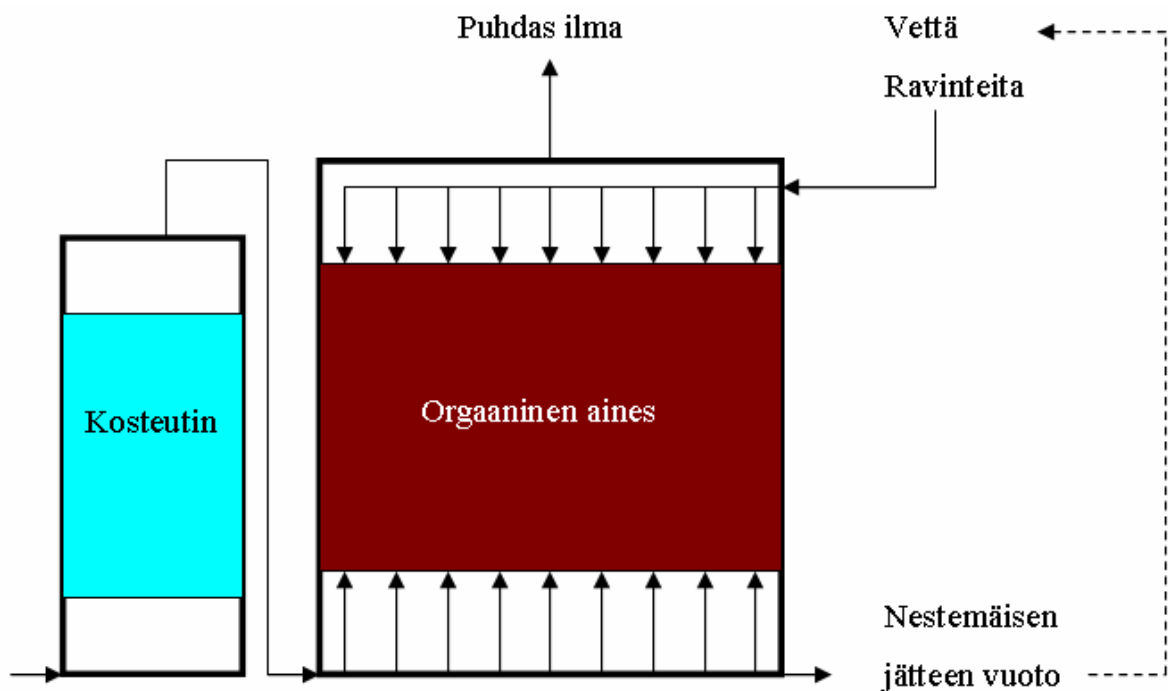 Puhdas ilma
Vettä
Ravinteita
Kosteutin
Orgaaninen aines
Nestemäisen
jätteen vuoto